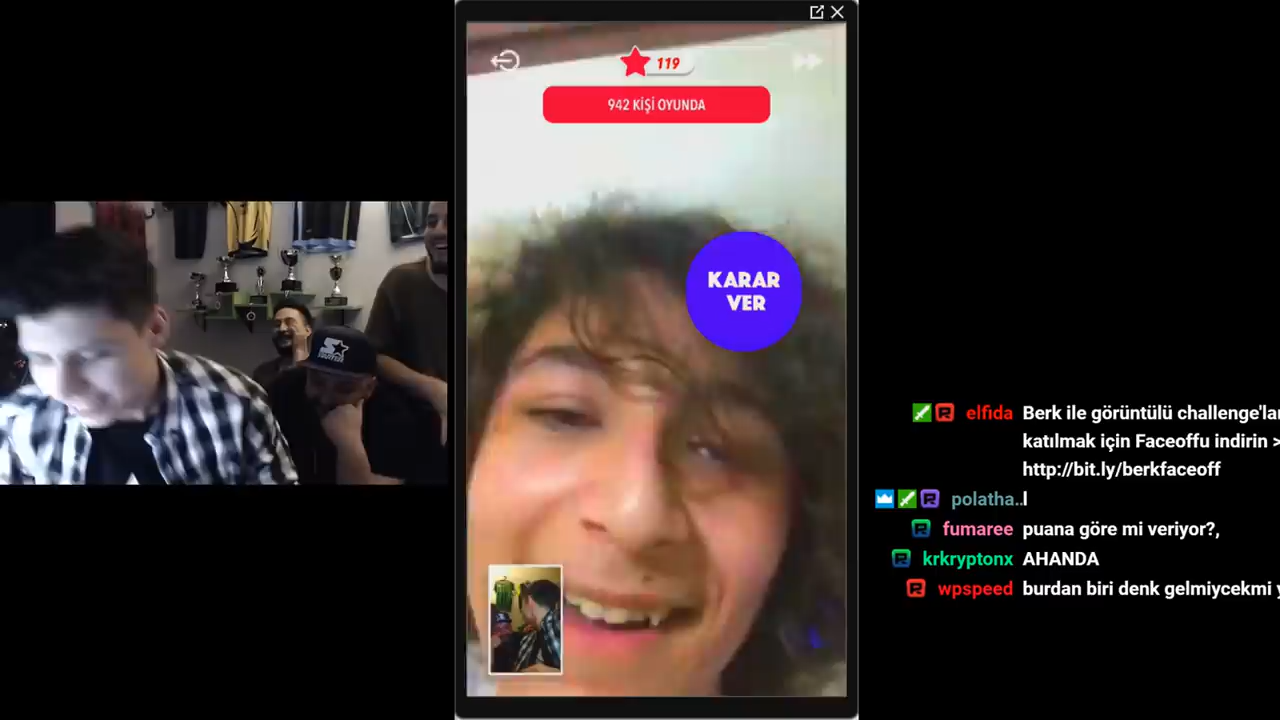 119
942 KİŞİ OYUNDA
KARAR
VER
elfida Berk ile görüntülü challenge'lar
katılmak için Faceoffu indirin >
http://bit.ly/berkfaceoff
polatha..l
fumaree puana göre mi veriyor?,
krkryptonx AHANDA
wpspeed burdan biri denk gelmiycekmi y